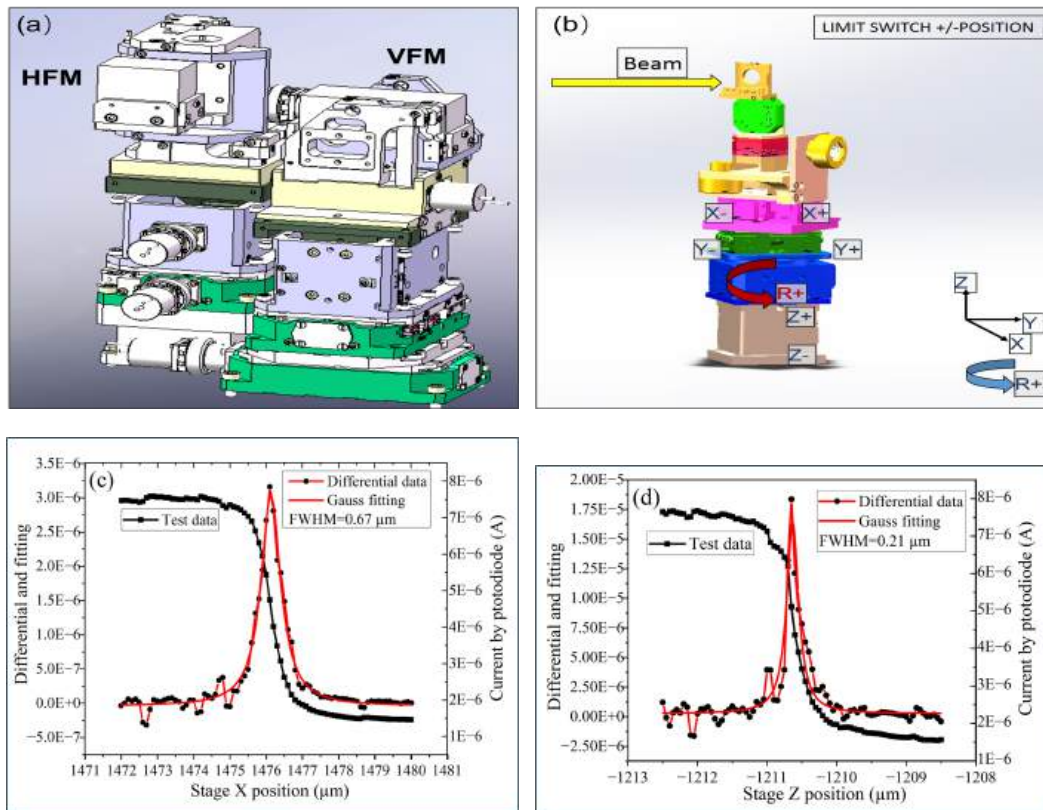 (a)
HFM
VFM
(b)
LIMIT SWITCH +/-POSITION
Beam
X-
X+
Y-
Y+
R+
Z+
Z-
Z
Y
X
R+
(c)
Differential data
Gauss fitting
FWHM=0.67 μm
Test data
3.5E−6
3.0E−6
2.5E−6
2.0E−6
1.5E−6
1.0E−6
5.0E−7
0.0E+0
−5.0E−7
Differential and fitting
8E−6
7E−6
6E−6
5E−6
4E−6
3E−6
2E−6
1E−6
Current by ptotodiode (A)
1471 1472 1473 1474 1475 1476 1477 1478 1479 1480 1481
Stage X position (μm)
(d)
Differential data
Gauss fitting
FWHM=0.21 μm
Test data
2.00E−5
1.75E−5
1.50E−5
1.25E−5
1.00E−5
7.50E−6
5.00E−6
2.50E−6
0.00E+0
−2.50E−6
Differential and fitting
8E−6
7E−6
6E−6
5E−6
4E−6
3E−6
2E−6
1E−6
Current by ptotodiode (A)
−1213 −1212 −1211 −1210 −1209 −1208
Stage Z position (μm)